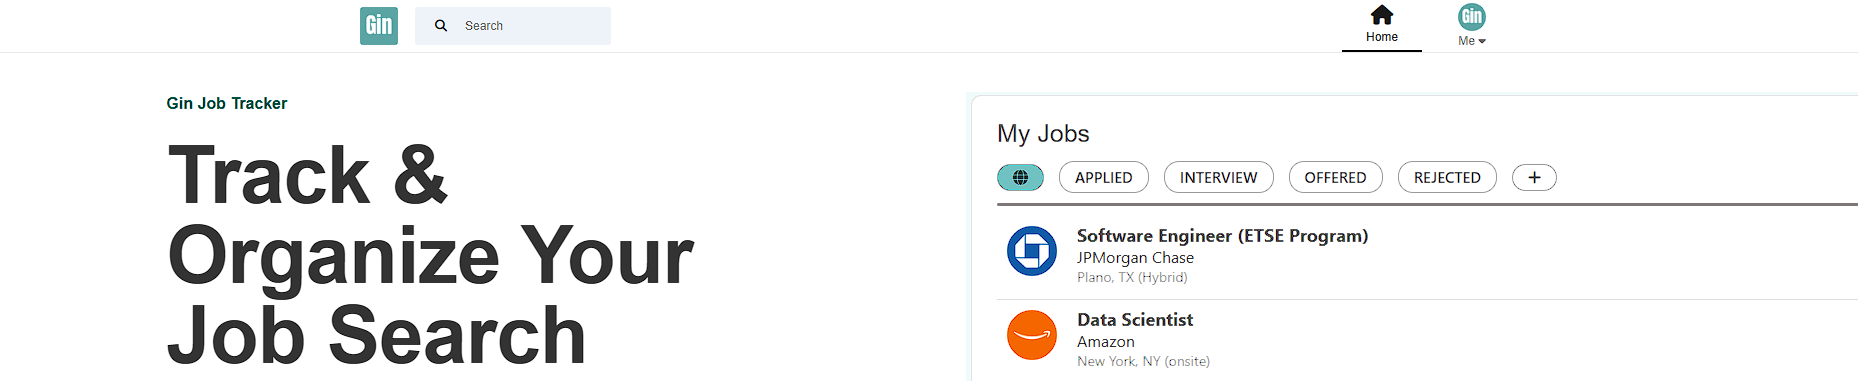 Gin
Search
Home
Gin
Me
Gin Job Tracker
Track &
Organize Your
Job Search
My Jobs
APPLIED
INTERVIEW
OFFERED
REJECTED
+
Software Engineer (ETSE Program)
JPMorgan Chase
Plano, TX (Hybrid)
Data Scientist
Amazon
New York, NY (onsite)